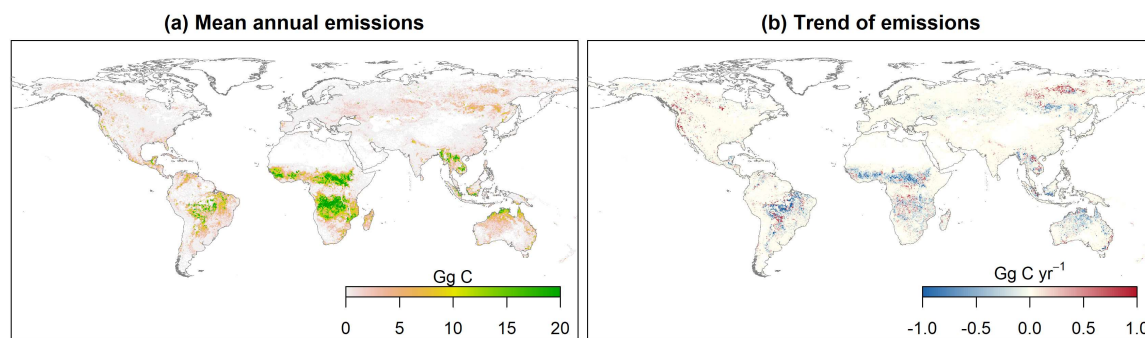 (a) Mean annual emissions
(b) Trend of emissions
Gg C
0 5 10 15 20
Gg C yr⁻¹
-1.0 -0.5 0.0 0.5 1.0